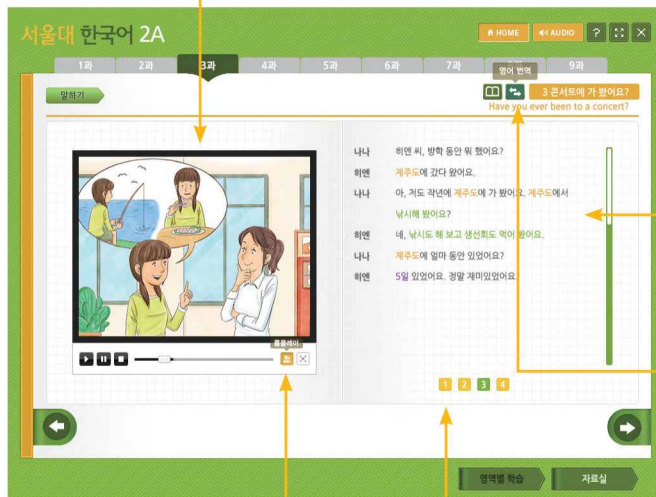 서울대 한국어 2A
HOME
AUDIO
?
1과
2과
3과
4과
5과
6과
7과
9과
영어 번역
말하기
3 콘서트에 가 봤어요?
Have you ever been to a concert?
나나 히엔 씨, 방학 동안 뭐 했어요?
히엔 제주도에 갔다 왔어요.
나나 아, 저도 작년에 제주도에 가 봤어요. 제주도에서
낚시해 봤어요?
히엔 네, 낚시도 해 보고 생선회도 먹어 봤어요.
나나 제주도에 얼마 동안 있었어요?
히엔 5일 있었어요. 정말 재미있었어요.
롤플레이
1 2 3 4
영역별 학습
자료실